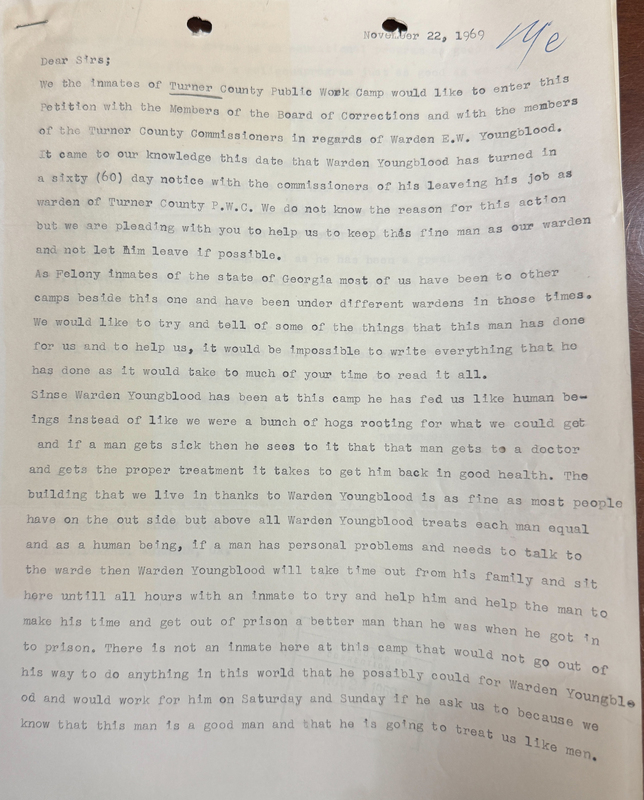 November 22, 1969
Dear Sirs;
We the inmates of Turner County Public Work Camp would like to enter this
Petition with the Members of the Board of Corrections and with the members
of the Turner County Commissioners in regards of Warden E.W. Youngblood.
It came to our knowledge this date that Warden Youngblood has turned in
a sixty (60) day notice with the commissioners of his leaveing his job as
warden of Turner County P.W.C. We do not know the reason for this action
but we are pleading with you to help us to keep this fine man as our warden
and not let him leave if possible.
As Felony inmates of the state of Georgia most of us have been to other
camps beside this one and have been under different wardens in those times.
We would like to try and tell of some of the things that this man has done
for us and to help us, it would be impossible to write everything that he
has done as it would take to much of your time to read it all.
Sinse Warden Youngblood has been at this camp he has fed us like human be-
ings instead of like we were a bunch of hogs rooting for what we could get
and if a man gets sick then he sees to it that that man gets to a doctor
and gets the proper treatment it takes to get him back in good health. The
building that we live in thanks to Warden Youngblood is as fine as most people
have on the out side but above all Warden Youngblood treats each man equal
and as a human being, if a man has personal problems and needs to talk to
the warde then Warden Youngblood will take time out from his family and sit
here untill all hours with an inmate to try and help him and help the man to
make his time and get out of prison a better man than he was when he got in
to prison. There is not an inmate here at this camp that would not go out of
his way to do anything in this world that he possibly could for Warden Youngblo
od and would work for him on Saturday and Sunday if he ask us to because we
know that this man is a good man and that he is going to treat us like men.